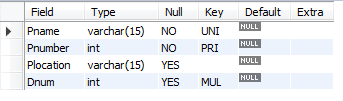 Field Type Null Key Default Extra
Pname varchar(15) NO UNI NULL
Pnumber int NO PRI NULL
Plocation varchar(15) YES NULL
Dnum int YES MUL NULL